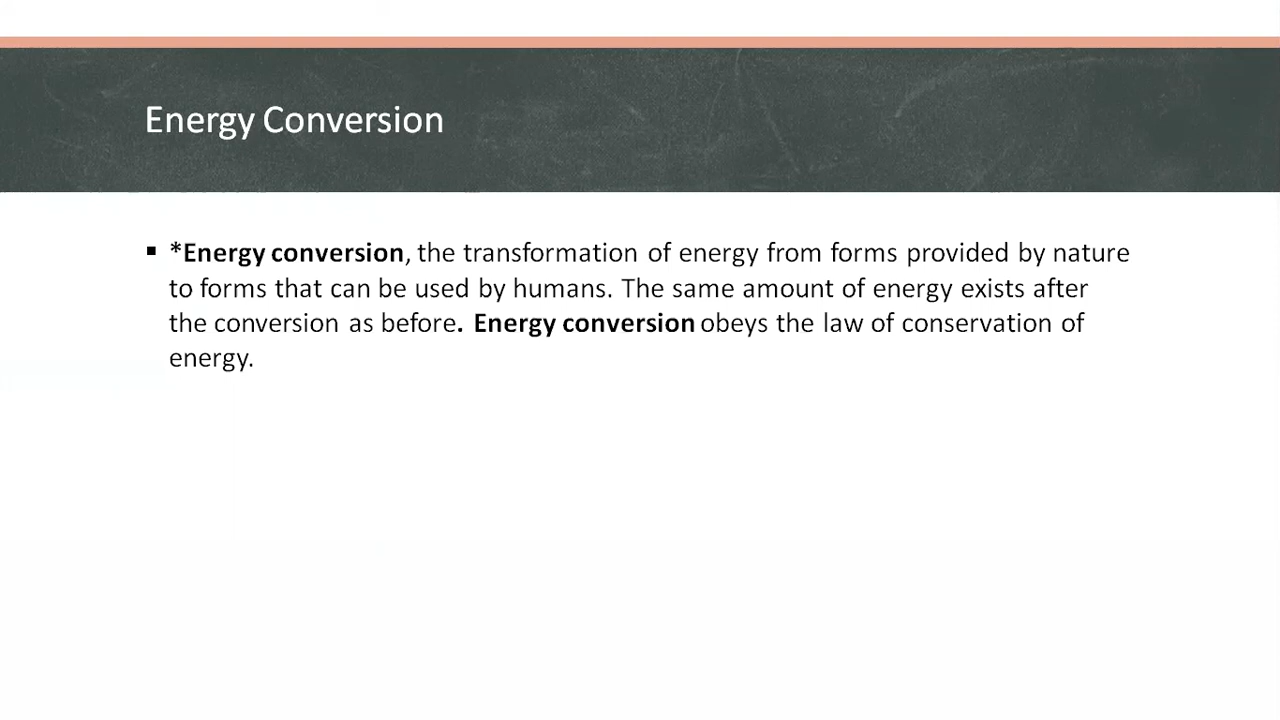 Energy Conversion
▪ *Energy conversion, the transformation of energy from forms provided by nature
to forms that can be used by humans. The same amount of energy exists after
the conversion as before. Energy conversion obeys the law of conservation of
energy.